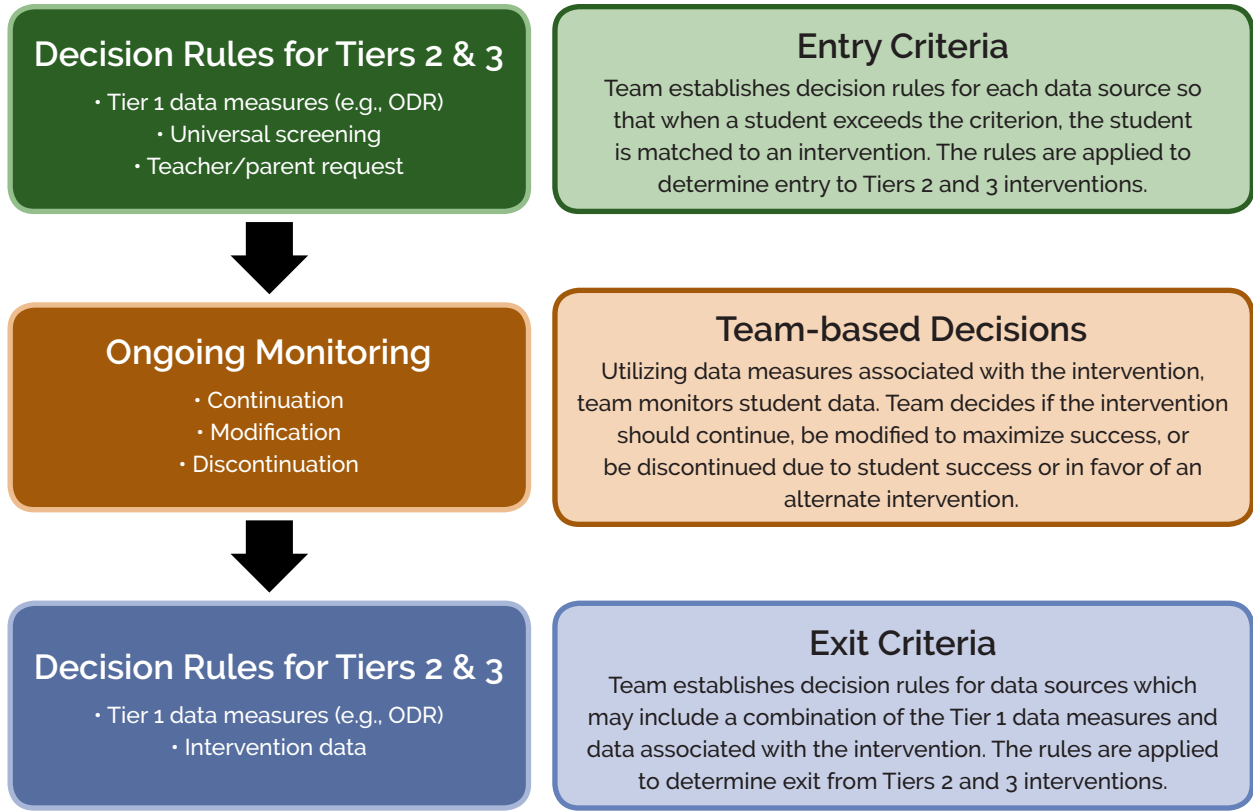 Decision Rules for Tiers 2 & 3
• Tier 1 data measures (e.g., ODR)
• Universal screening
• Teacher/parent request
Entry Criteria
Team establishes decision rules for each data source so
that when a student exceeds the criterion, the student
is matched to an intervention. The rules are applied to
determine entry to Tiers 2 and 3 interventions.
Ongoing Monitoring
• Continuation
• Modification
• Discontinuation
Team-based Decisions
Utilizing data measures associated with the intervention,
team monitors student data. Team decides if the intervention
should continue, be modified to maximize success, or
be discontinued due to student success or in favor of an
alternate intervention.
Decision Rules for Tiers 2 & 3
• Tier 1 data measures (e.g., ODR)
• Intervention data
Exit Criteria
Team establishes decision rules for data sources which
may include a combination of the Tier 1 data measures and
data associated with the intervention. The rules are applied
to determine exit from Tiers 2 and 3 interventions.